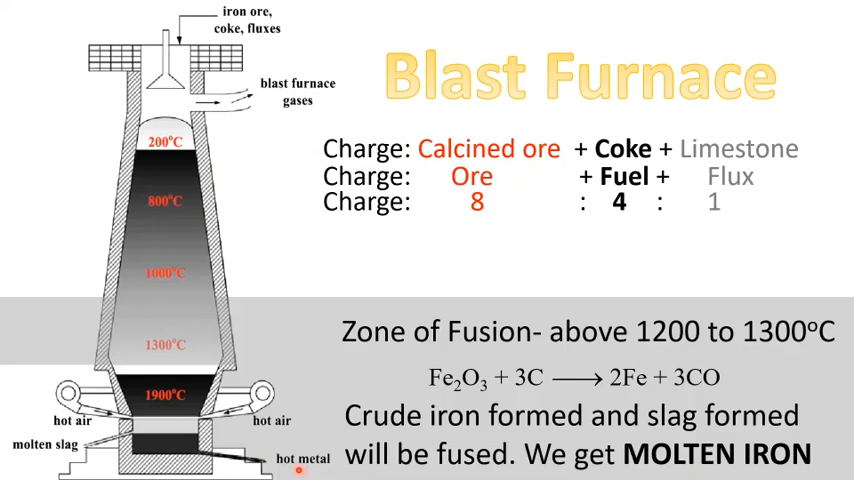 iron ore,
coke, fluxes
Blast Furnace
blast furnace
gases
200°C
Charge: Calcined ore + Coke + Limestone
Charge: Ore + Fuel + Flux
Charge: 8 : 4 : 1
800°C
1000°C
1300°C
1900°C
hot air
hot air
molten slag
hot metal
Zone of Fusion- above 1200 to 1300°C
Fe₂O₃ + 3C ⟶ 2Fe + 3CO
Crude iron formed and slag formed
will be fused. We get MOLTEN IRON